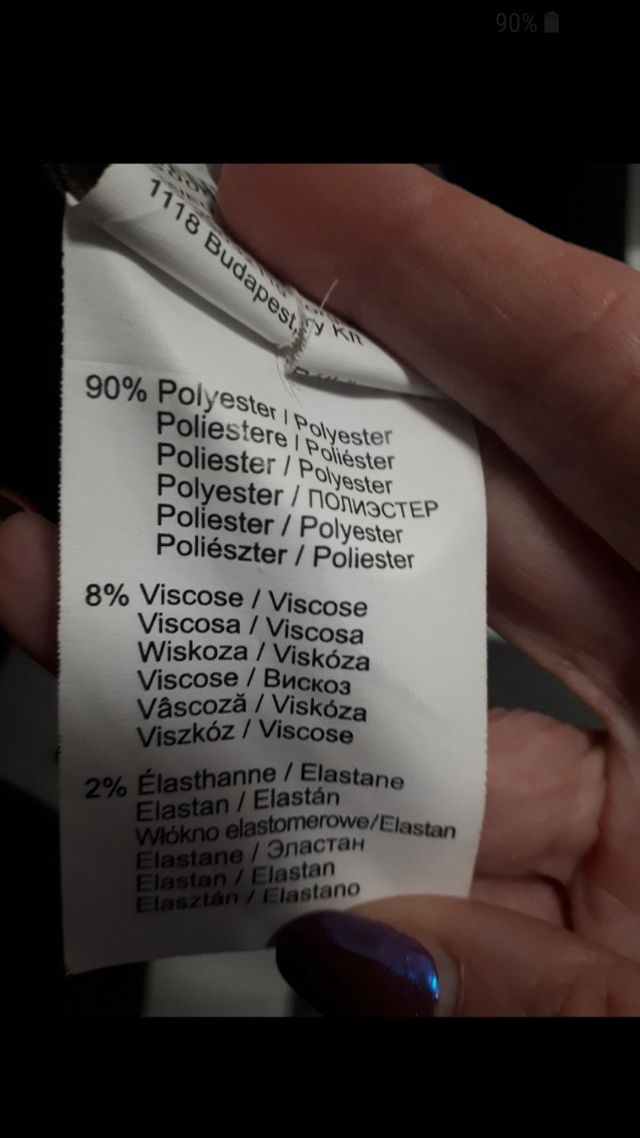 90%
1118 Budapest,
ry Kft
90% Polyester / Polyester
Poliestere / Poliéster
Poliester / Polyester
Polyester / ПОЛИЭСТЕР
Poliester / Polyester
Poliészter / Poliester
8% Viscose / Viscose
Viscosa / Viscosa
Wiskoza / Viskóza
Viscose / Вискоз
Vâscoză / Viskóza
Viszkóz / Viscose
2% Élasthanne / Elastane
Elastan / Elastán
Włókno elastomerowe/Elastan
Elastane / Эластан
Elastan / Elastan
Elasztán / Elastano